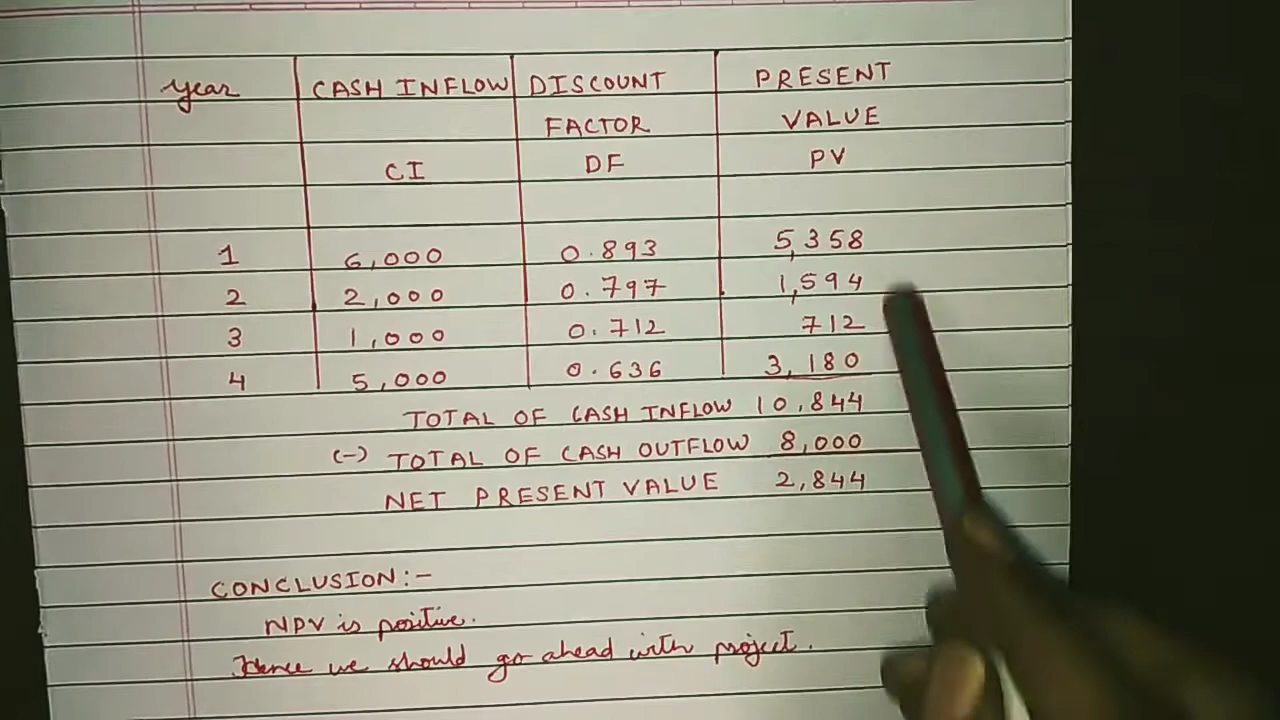 year CASH INFLOW DISCOUNT PRESENT
FACTOR VALUE
CI DF PV
1 6,000 0.893 5,358
2 2,000 0.797 1,594
3 1,000 0.712 712
4 5,000 0.636 3,180
TOTAL OF CASH INFLOW 10,844
(-) TOTAL OF CASH OUTFLOW 8,000
NET PRESENT VALUE 2,844
CONCLUSION:-
NPV is positive.
Hence we should go ahead with project.